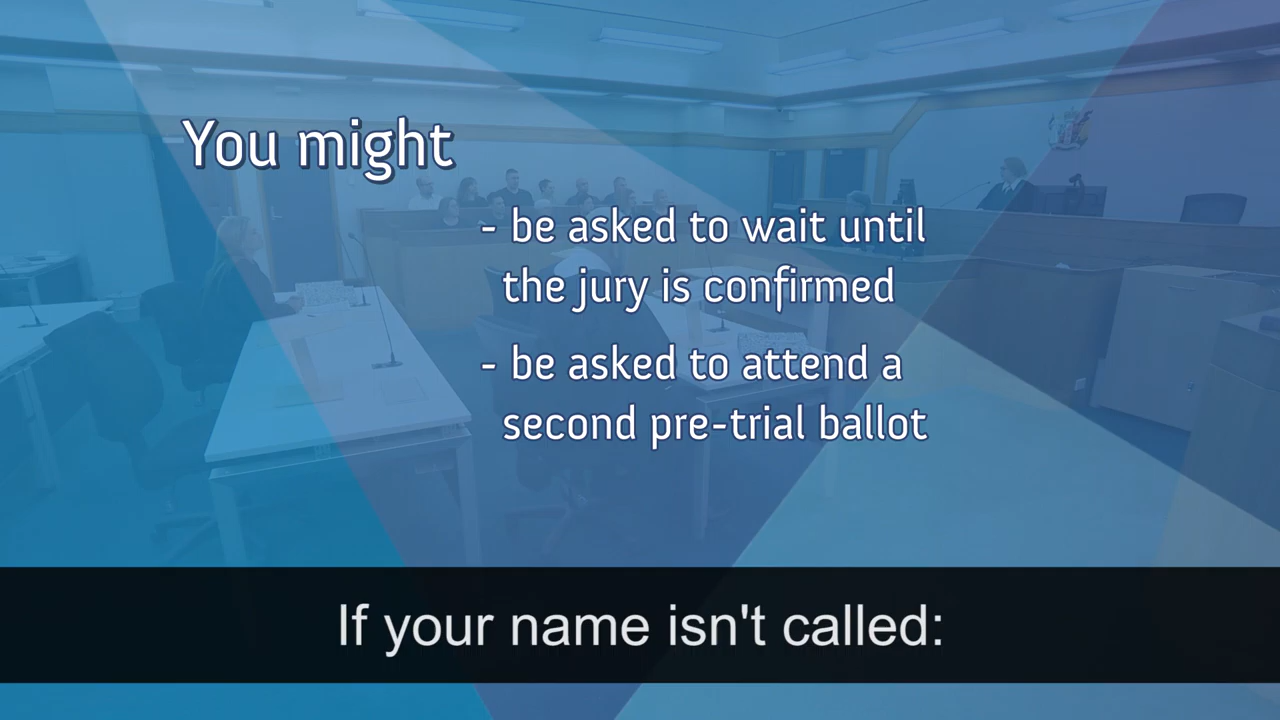 You might
- be asked to wait until
the jury is confirmed
- be asked to attend a
second pre-trial ballot
If your name isn't called: